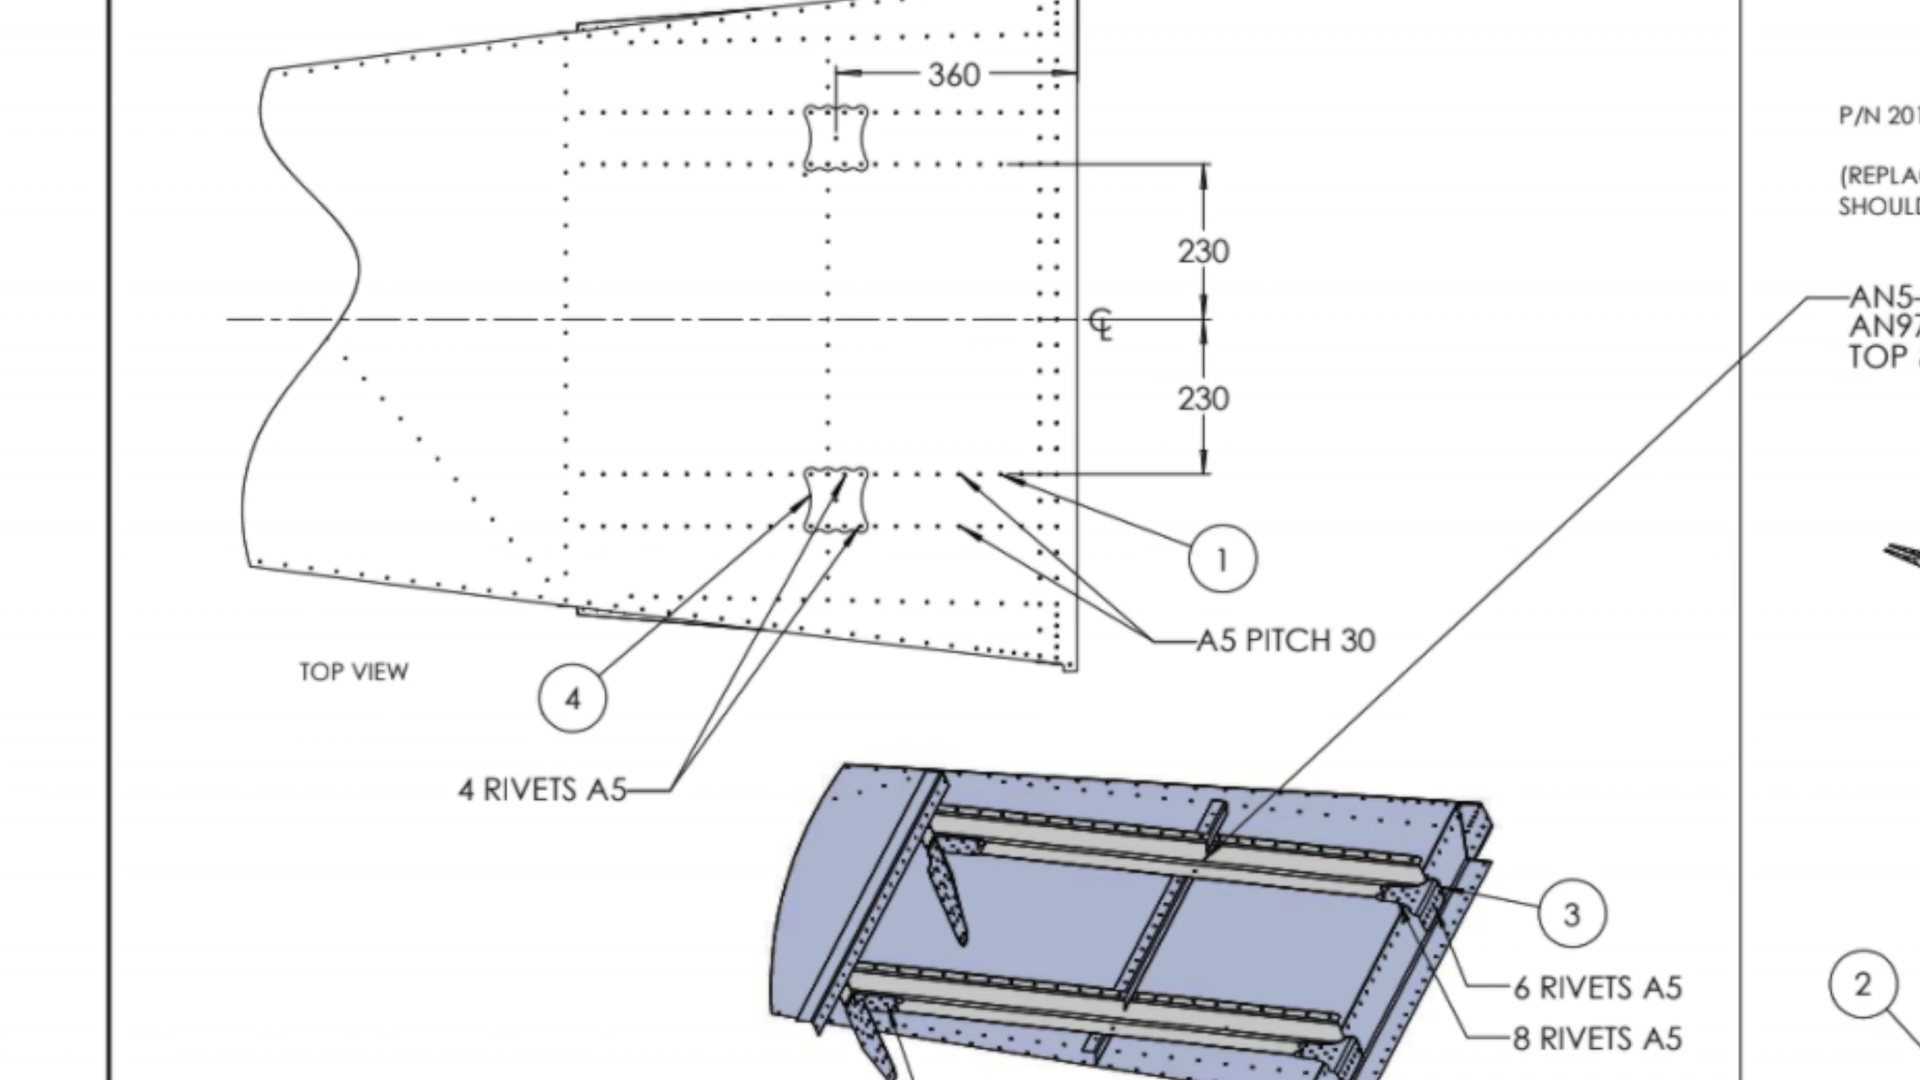 360
P/N 201
(REPLA
SHOULD
230
AN5-
AN97
TOP
℄
230
1
A5 PITCH 30
TOP VIEW
4
4 RIVETS A5
3
6 RIVETS A5
2
8 RIVETS A5